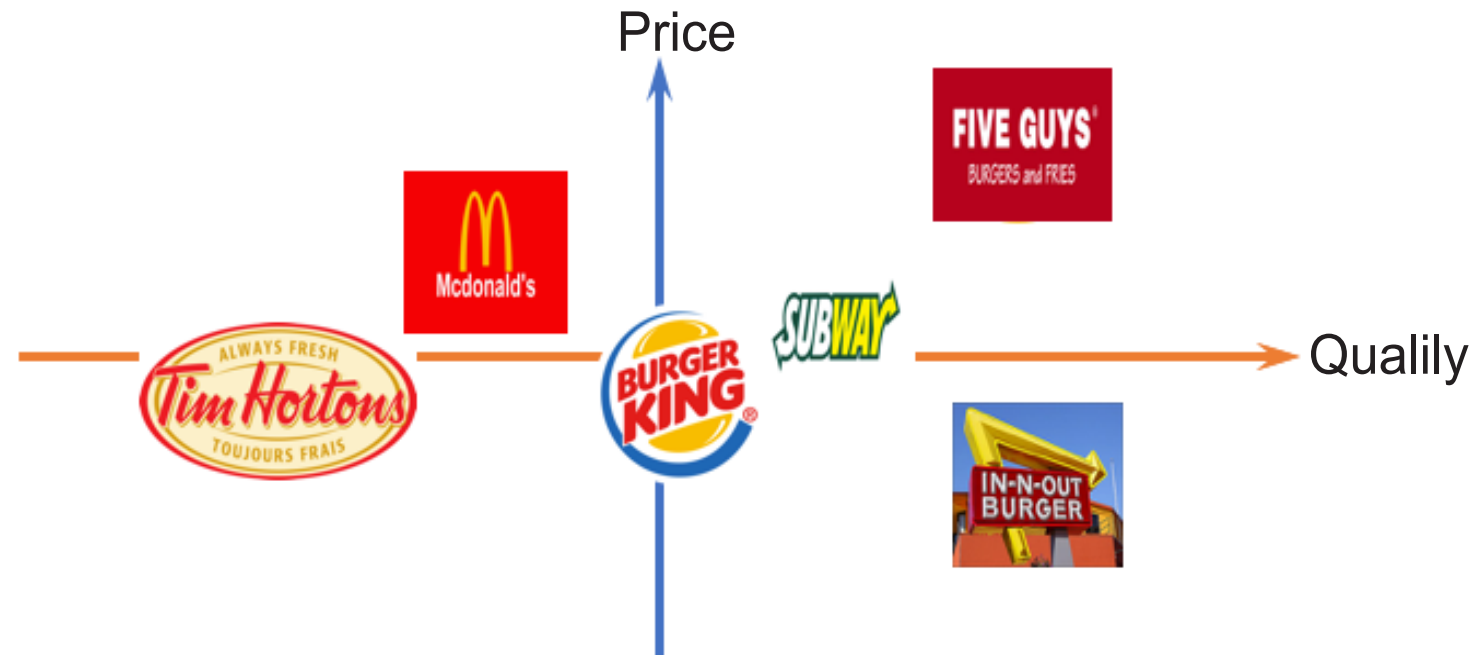 Price
FIVE GUYS®
BURGERS and FRIES
M
Mcdonald's
SUBWAY
ALWAYS FRESH
Tim Hortons
TOUJOURS FRAIS
BURGER
KING®
Qualily
IN-N-OUT
BURGER